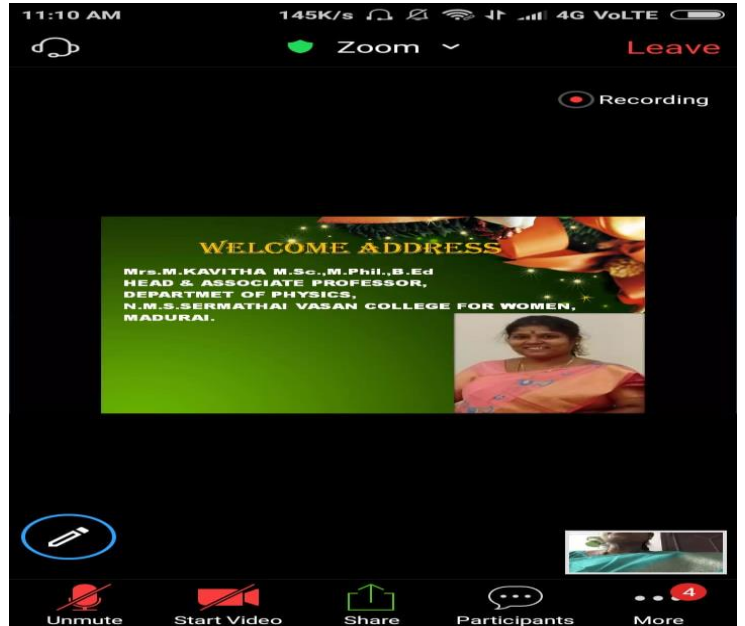 11:10 AM 145K/s 4G VoLTE
Zoom Leave
Recording
WELCOME ADDRESS
Mrs.M.KAVITHA M.Sc.,M.Phil.,B.Ed
HEAD & ASSOCIATE PROFESSOR,
DEPARTMET OF PHYSICS,
N.M.S.SERMATHAI VASAN COLLEGE FOR WOMEN,
MADURAI.
4
Unmute Start Video Share Participants More